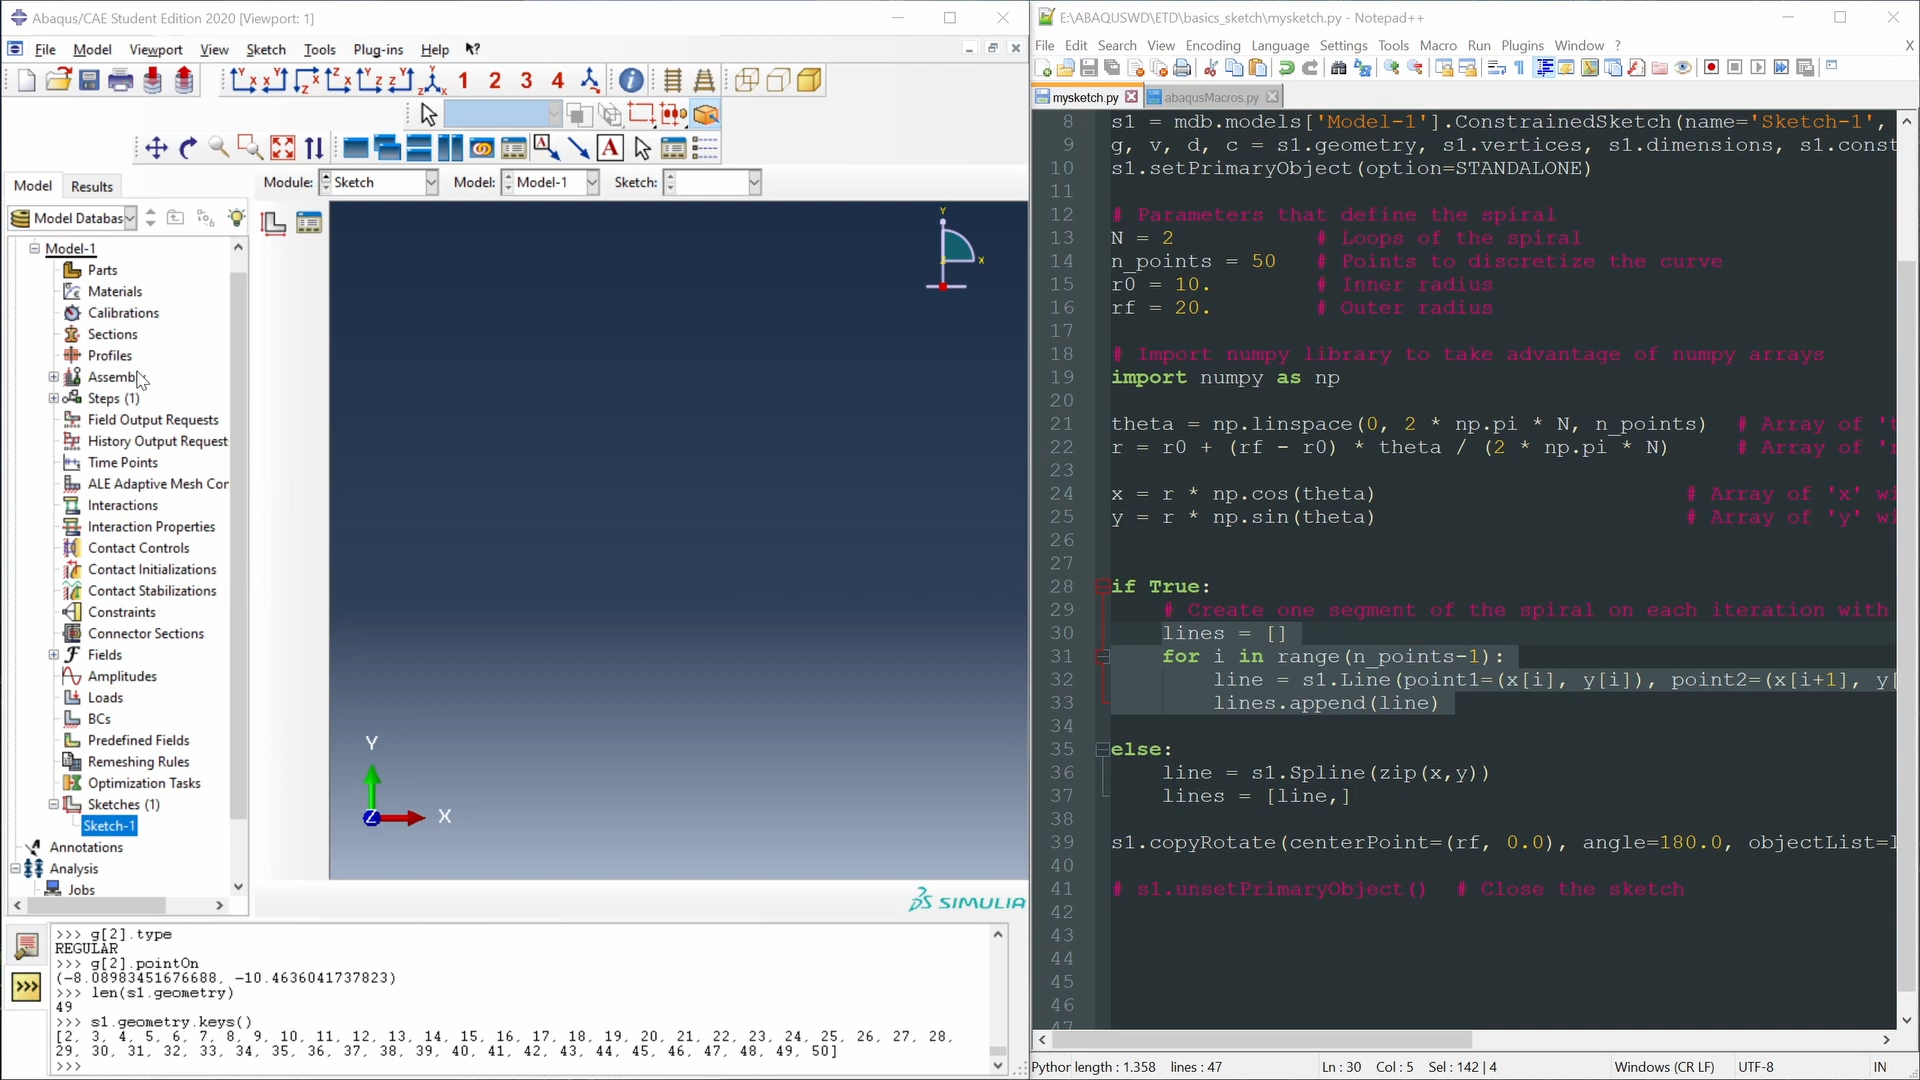 Abaqus/CAE Student Edition 2020 [Viewport: 1]
File Model Viewport View Sketch Tools Plug-ins Help
1 2 3 4
Model Results
Module: Sketch Model: Model-1 Sketch:
Model Databas
Model-1
Parts
Materials
Calibrations
Sections
Profiles
Assemb
Steps (1)
Field Output Requests
History Output Request
Time Points
ALE Adaptive Mesh Con
Interactions
Interaction Properties
Contact Controls
Contact Initializations
Contact Stabilizations
Constraints
Connector Sections
Fields
Amplitudes
Loads
BCs
Predefined Fields
Remeshing Rules
Optimization Tasks
Sketches (1)
Sketch-1
Annotations
Analysis
Jobs
Y
X
Y
Z
X
SIMULIA
>>> g[2].type
REGULAR
>>> g[2].pointOn
(-8.08983451676688, -10.4636041737823)
>>> len(s1.geometry)
49
>>> s1.geometry.keys()
[2, 3, 4, 5, 6, 7, 8, 9, 10, 11, 12, 13, 14, 15, 16, 17, 18, 19, 20, 21, 22, 23, 24, 25, 26, 27, 28,
29, 30, 31, 32, 33, 34, 35, 36, 37, 38, 39, 40, 41, 42, 43, 44, 45, 46, 47, 48, 49, 50]
>>>
E:\ABAQUSWD\ETD\basics_sketch\mysketch.py - Notepad++
File Edit Search View Encoding Language Settings Tools Macro Run Plugins Window ? X
mysketch.py abaqusMacros.py
8 s1 = mdb.models['Model-1'].ConstrainedSketch(name='Sketch-1',
9 g, v, d, c = s1.geometry, s1.vertices, s1.dimensions, s1.const
10 s1.setPrimaryObject(option=STANDALONE)
11
12 # Parameters that define the spiral
13 N = 2 # Loops of the spiral
14 n_points = 50 # Points to discretize the curve
15 r0 = 10. # Inner radius
16 rf = 20. # Outer radius
17
18 # Import numpy library to take advantage of numpy arrays
19 import numpy as np
20
21 theta = np.linspace(0, 2 * np.pi * N, n_points) # Array of 't
22 r = r0 + (rf - r0) * theta / (2 * np.pi * N) # Array of 'r
23
24 x = r * np.cos(theta) # Array of 'x' wi
25 y = r * np.sin(theta) # Array of 'y' wi
26
27
28 if True:
29 # Create one segment of the spiral on each iteration with
30 lines = []
31 for i in range(n_points-1):
32 line = s1.Line(point1=(x[i], y[i]), point2=(x[i+1], y[
33 lines.append(line)
34
35 else:
36 line = s1.Spline(zip(x,y))
37 lines = [line,]
38
39 s1.copyRotate(centerPoint=(rf, 0.0), angle=180.0, objectList=l
40
41 # s1.unsetPrimaryObject() # Close the sketch
42
43
44
45
46
47
Python length : 1.358 lines : 47 Ln : 30 Col : 5 Sel : 142 | 4 Windows (CR LF) UTF-8 IN